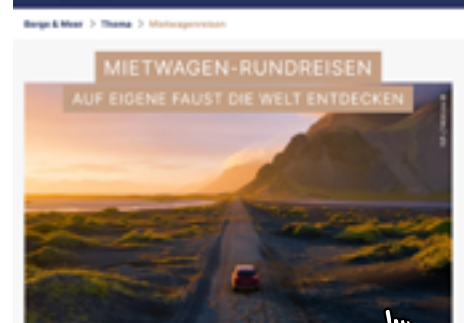 Berge & Meer > Thema > Mietwagenreisen
MIETWAGEN-RUNDREISEN
AUF EIGENE FAUST DIE WELT ENTDECKEN